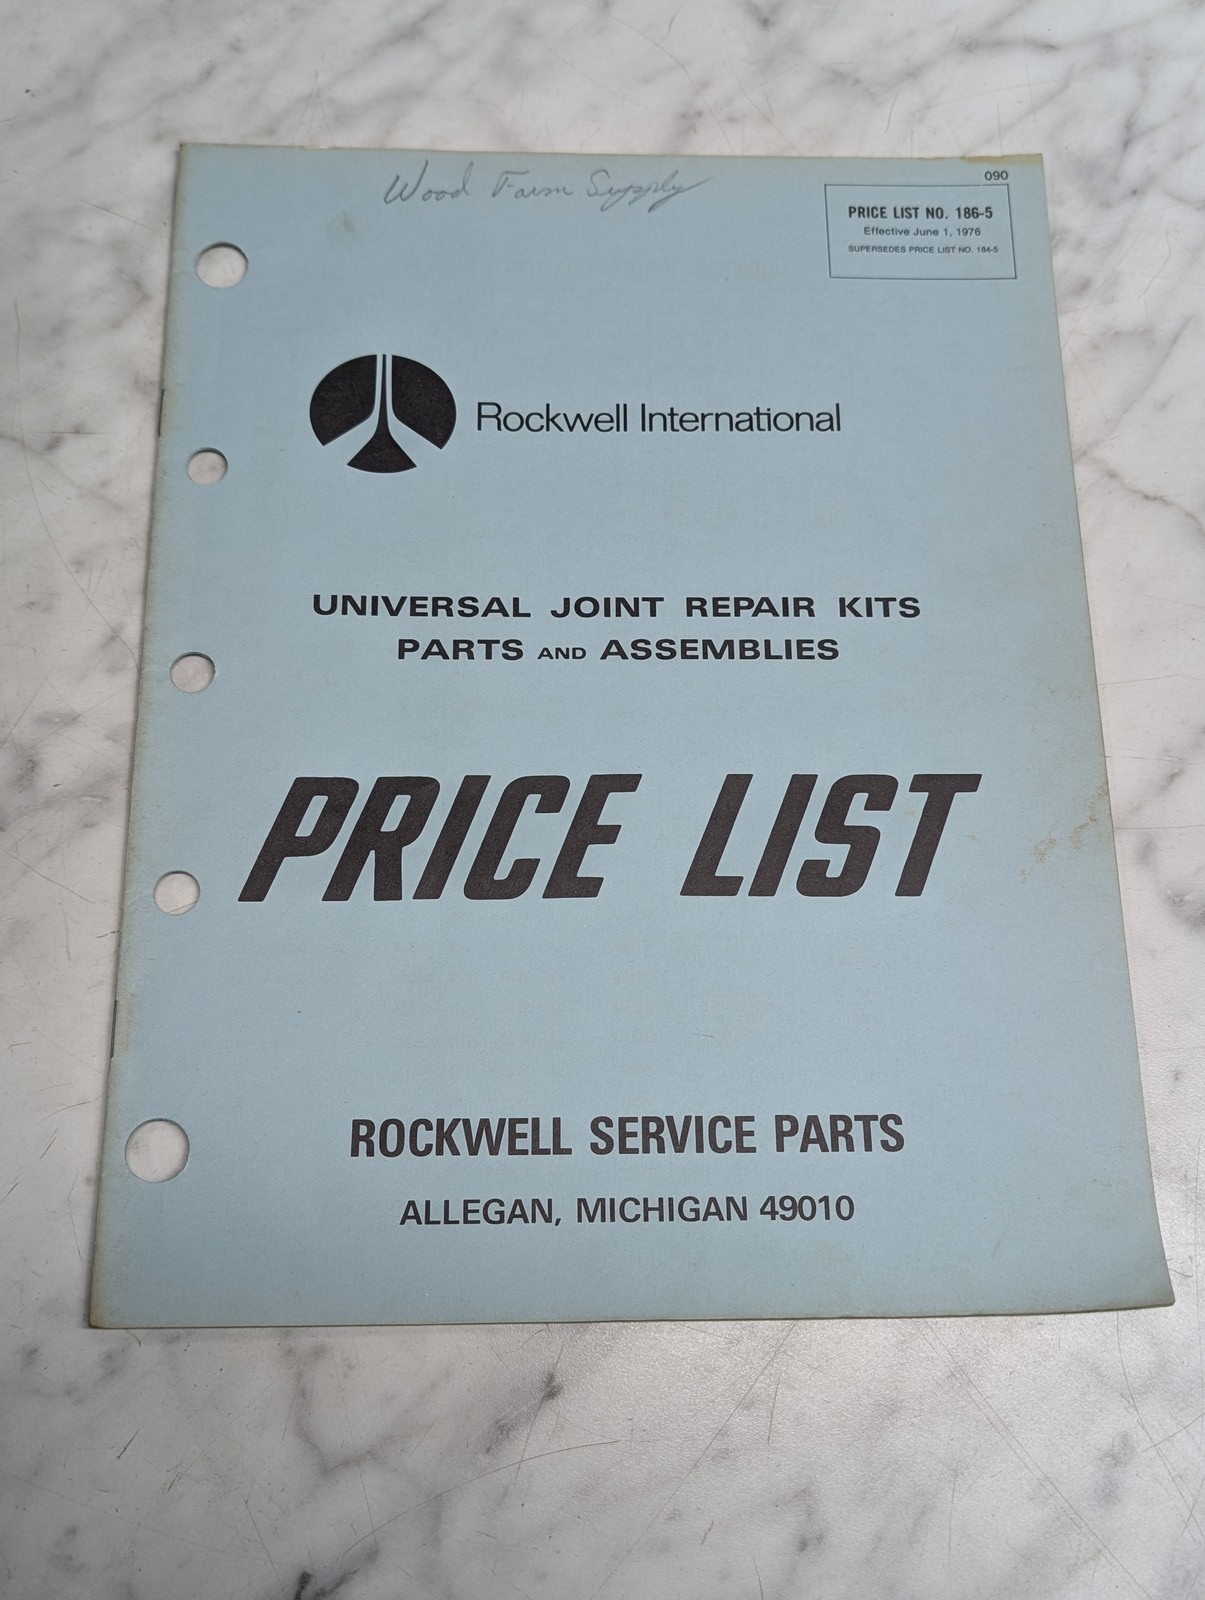 Wood Farm Supply
090
PRICE LIST NO. 186-5
Effective June 1, 1976
SUPERSEDES PRICE LIST NO. 184-5
Rockwell International
UNIVERSAL JOINT REPAIR KITS
PARTS AND ASSEMBLIES
PRICE LIST
ROCKWELL SERVICE PARTS
ALLEGAN, MICHIGAN 49010